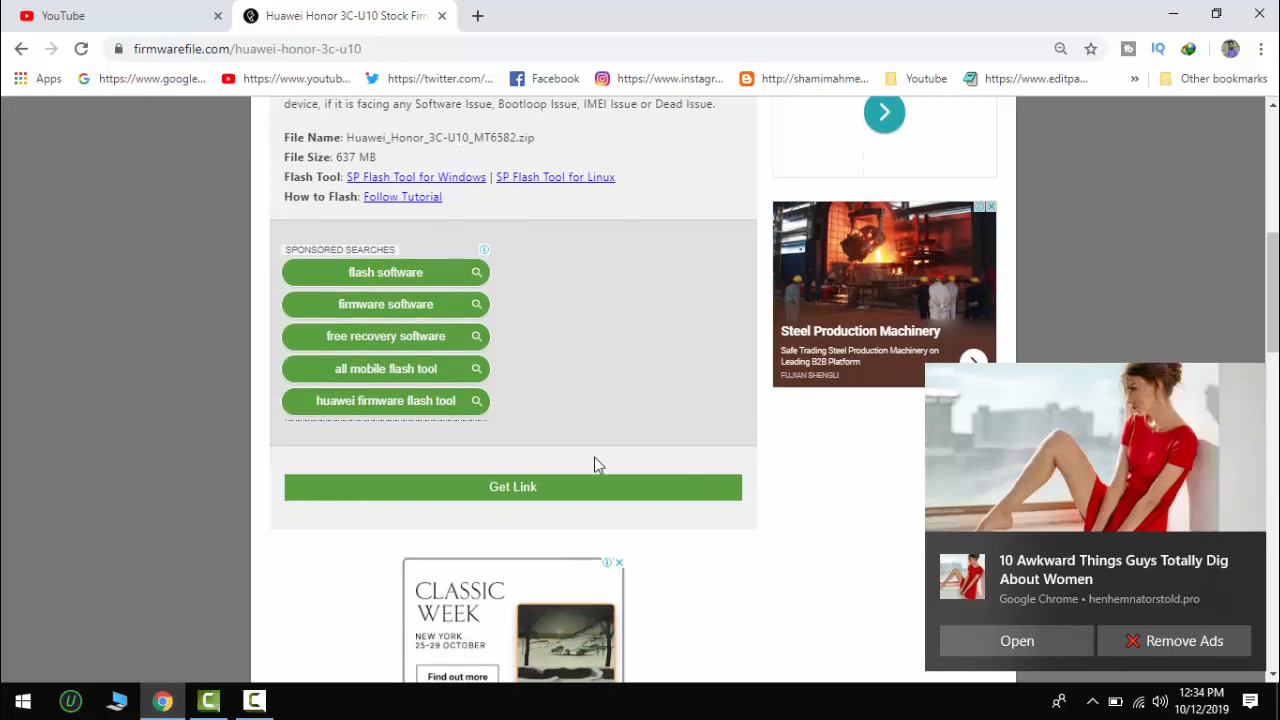 YouTube
Huawei Honor 3C-U10 Stock Firm
firmwarefile.com/huawei-honor-3c-u10
Apps
https://www.google...
https://www.youtub...
https://twitter.com/...
Facebook
https://www.instagr...
http://shamimahme...
Youtube
https://www.editpa...
Other bookmarks
device, if it is facing any Software Issue, Bootloop Issue, IMEI Issue or Dead Issue.
File Name: Huawei_Honor_3C-U10_MT6582.zip
File Size: 637 MB
Flash Tool: SP Flash Tool for Windows | SP Flash Tool for Linux
How to Flash: Follow Tutorial
SPONSORED SEARCHES
flash software
firmware software
free recovery software
all mobile flash tool
huawei firmware flash tool
Get Link
Steel Production Machinery
Safe Trading Steel Production Machinery on
Leading B2B Platform
FUJIAN SHENGLI
CLASSIC
WEEK
NEW YORK
25-29 OCTOBER
Find out more
10 Awkward Things Guys Totally Dig
About Women
Google Chrome • henhemnatorstold.pro
Open
Remove Ads
12:34 PM
10/12/2019